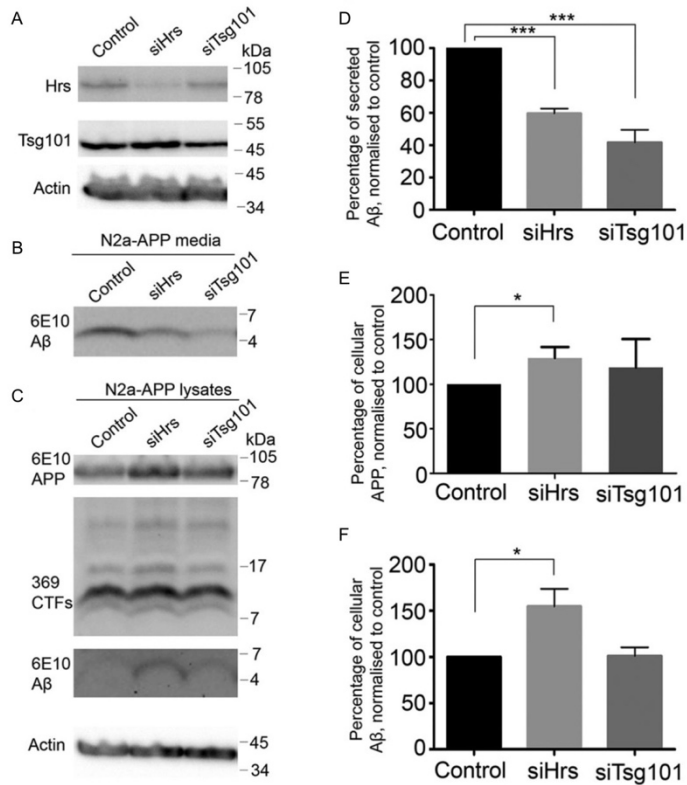 A
Control siHrs siTsg101
kDa
Hrs
105
78
Tsg101
55
45
Actin
45
34
B
N2a-APP media
Control siHrs siTsg101
6E10
Aβ
7
4
C
N2a-APP lysates
Control siHrs siTsg101
kDa
6E10
APP
105
78
369
CTFs
17
7
6E10
Aβ
7
4
Actin
45
34
D
Percentage of secreted
Aβ, normalised to control
100
80
60
40
20
0
***
***
Control siHrs siTsg101
E
Percentage of cellular
APP, normalised to control
200
150
100
50
0
*
Control siHrs siTsg101
F
Percentage of cellular
Aβ, normalised to control
200
150
100
50
0
*
Control siHrs siTsg101